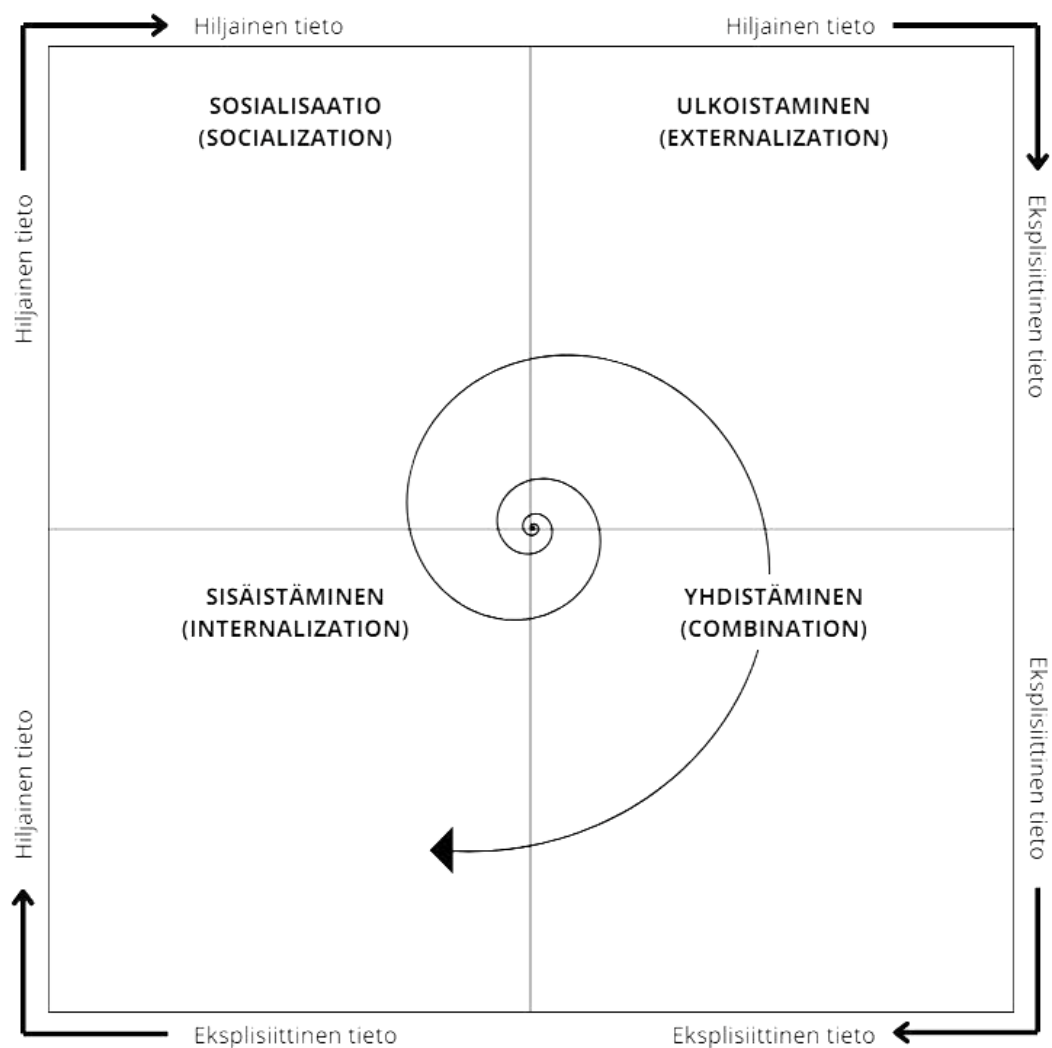 Hiljainen tieto
Hiljainen tieto
Hiljainen tieto
SOSIALISAATIO
(SOCIALIZATION)
ULKOISTAMINEN
(EXTERNALIZATION)
Eksplisiittinen tieto
SISÄISTÄMINEN
(INTERNALIZATION)
YHDISTÄMINEN
(COMBINATION)
Hiljainen tieto
Eksplisiittinen tieto
Eksplisiittinen tieto
Eksplisiittinen tieto